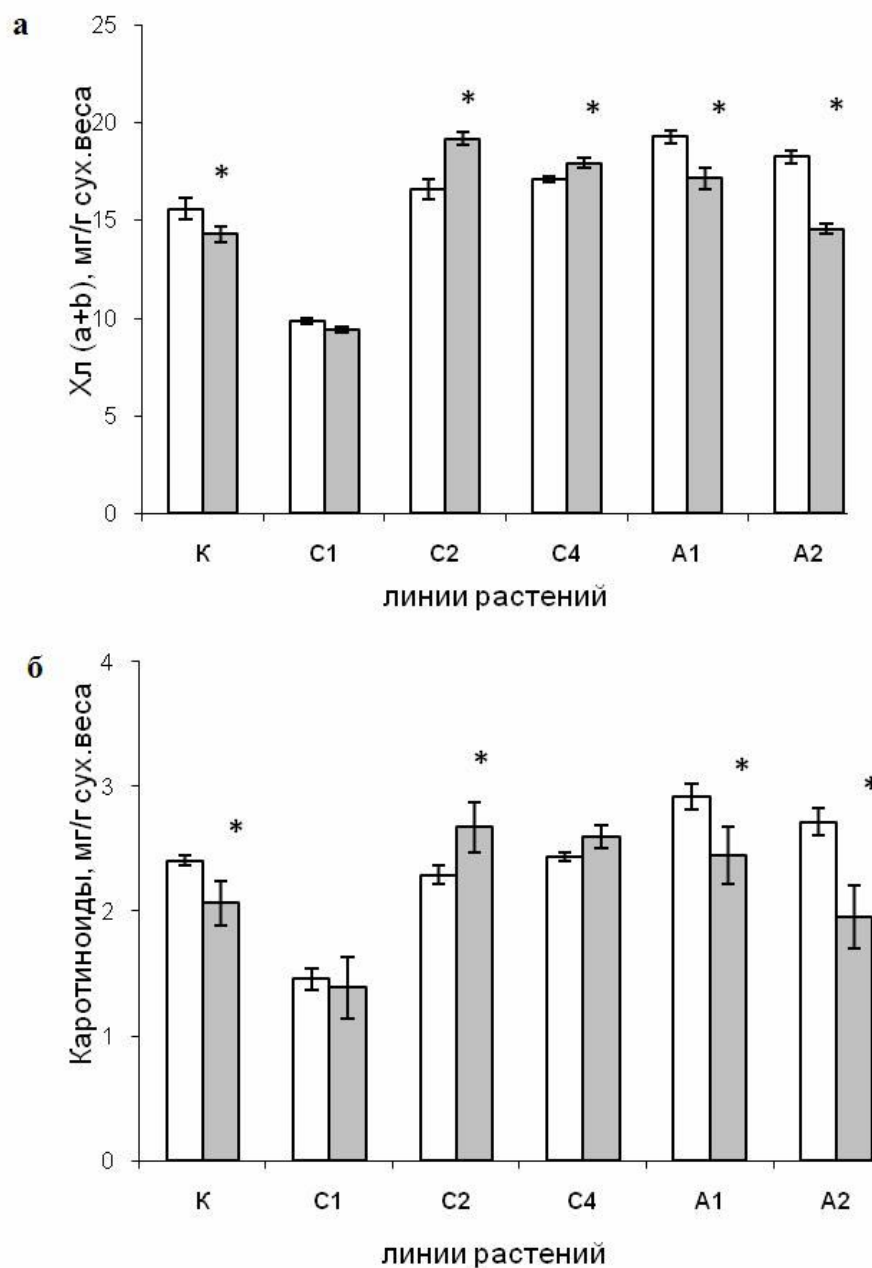 а
Хл (a+b), мг/г сух.веса
25
20
15
10
5
0
* * * * *
К С1 С2 С4 А1 А2
линии растений
б
Каротиноиды, мг/г сух.веса
4
3
2
1
0
* * * *
К С1 С2 С4 А1 А2
линии растений